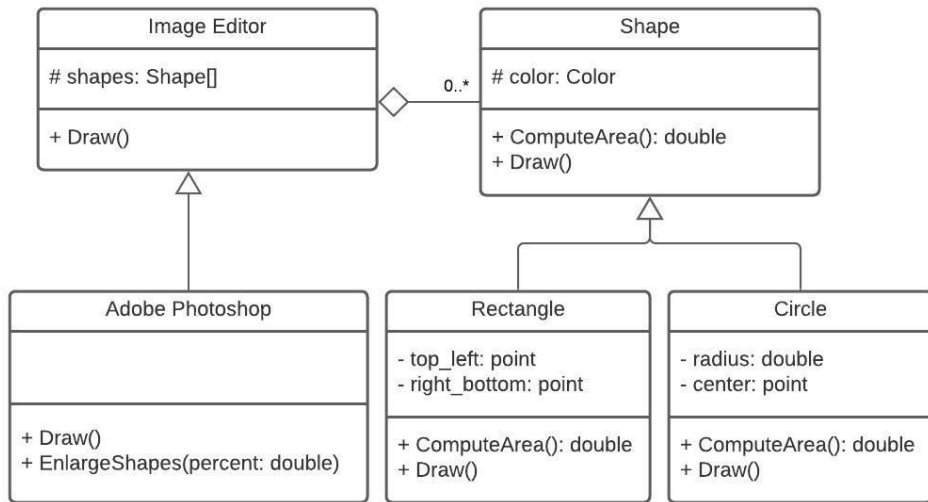 Image Editor
# shapes: Shape[]
+ Draw()
0..*
Shape
# color: Color
+ ComputeArea(): double
+ Draw()
Adobe Photoshop
+ Draw()
+ EnlargeShapes(percent: double)
Rectangle
- top_left: point
- right_bottom: point
+ ComputeArea(): double
+ Draw()
Circle
- radius: double
- center: point
+ ComputeArea(): double
+ Draw()